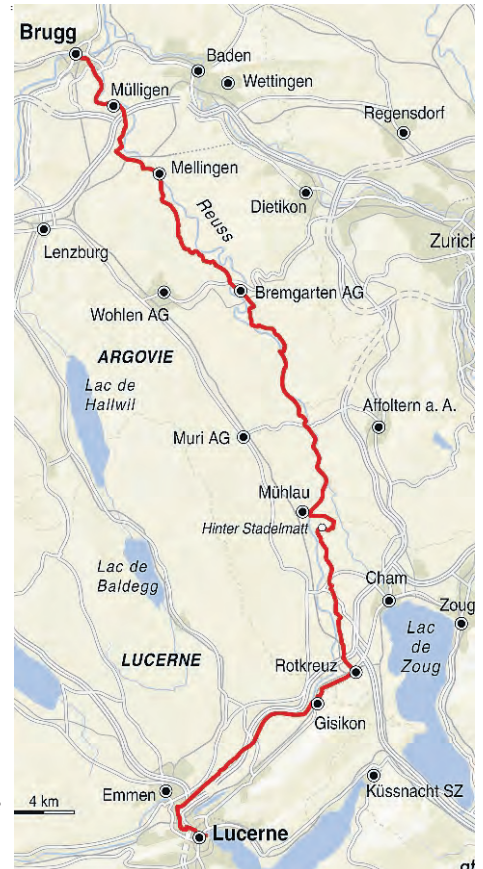 Brugg
Baden
Wettingen
Mülligen
Regensdorf
Mellingen
Dietikon
Reuss
Lenzburg
Zurich
Bremgarten AG
Wohlen AG
ARGOVIE
Lac de
Hallwil
Affoltern a. A.
Muri AG
Mühlau
Hinter Stadelmatt
Lac de
Baldegg
Cham
Zoug
Lac
de
Zoug
LUCERNE
Rotkreuz
Gisikon
Küssnacht SZ
Emmen
4 km
Lucerne